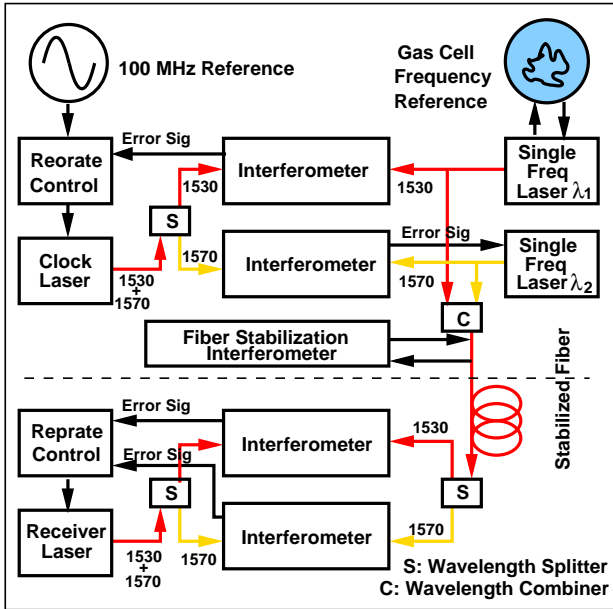 100 MHz Reference
Gas Cell
Frequency
Reference
Reorate
Control
Error Sig
Interferometer
1530
1530
Single
Freq
Laser λ1
S
Clock
Laser
1530
+
1570
1570
Interferometer
Error Sig
1570
Single
Freq
Laser λ2
C
Fiber Stabilization
Interferometer
Stabilized Fiber
Reprate
Control
Error Sig
Error Sig
Interferometer
1530
S
S
Receiver
Laser
1530
+
1570
1570
Interferometer
1570
S: Wavelength Splitter
C: Wavelength Combiner